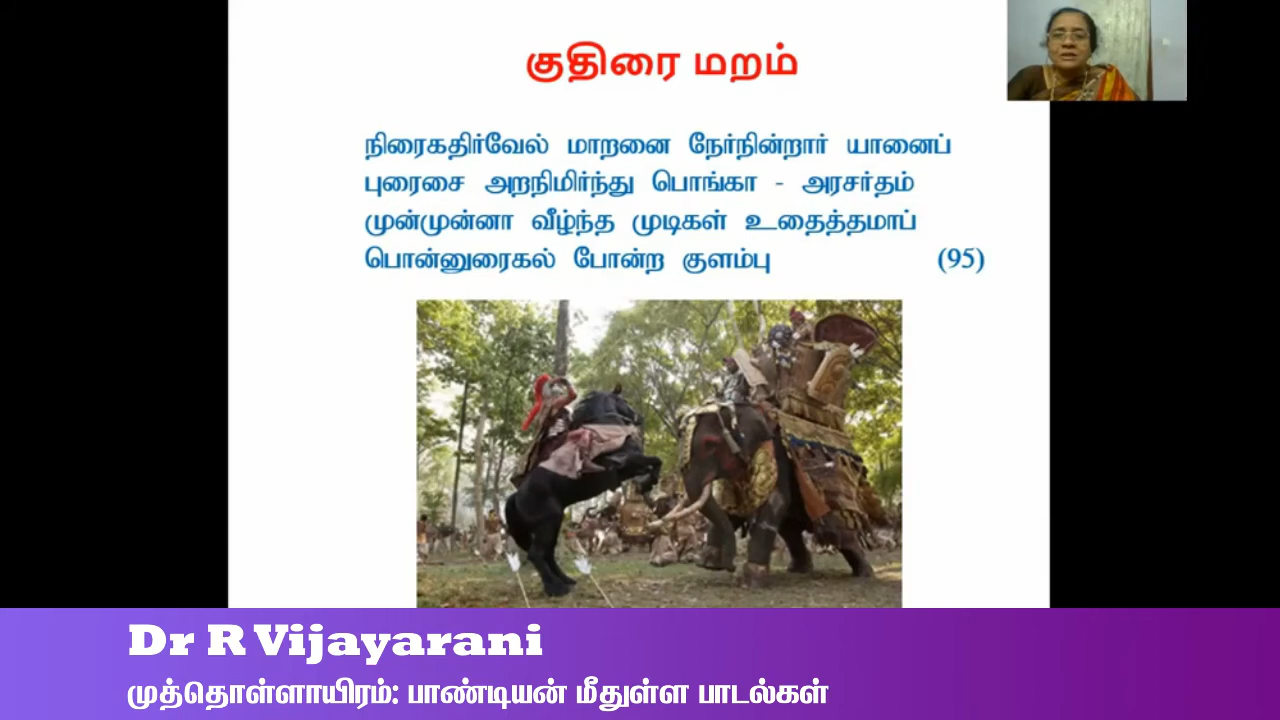 குதிரை மறம்
நிரைகதிர்வேல் மாறனை நேர்நின்றார் யானைப்
புரைசை அறநிமிர்ந்து பொங்கா - அரசர்தம்
முன்முன்னா வீழ்ந்த முடிகள் உதைத்தமாப்
பொன்னுரைகல் போன்ற குளம்பு (95)
Dr R Vijayarani
முத்தொள்ளாயிரம்: பாண்டியன் மீதுள்ள பாடல்கள்